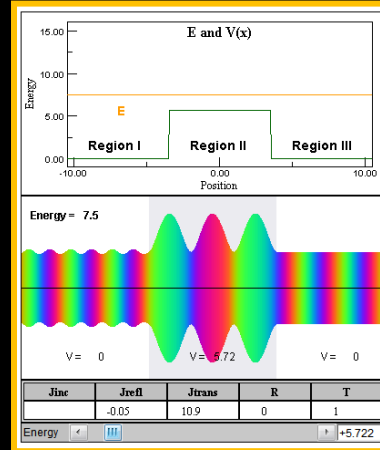 E and V(x)
15.00
10.00
5.00
0.00
Energy
E
Region I Region II Region III
-10.00 0.00 10.00
Position
Energy = 7.5
V = 0 V = 5.72 V = 0
Jinc Jrefl Jtrans R T
-0.05 10.9 0 1
Energy +5.722